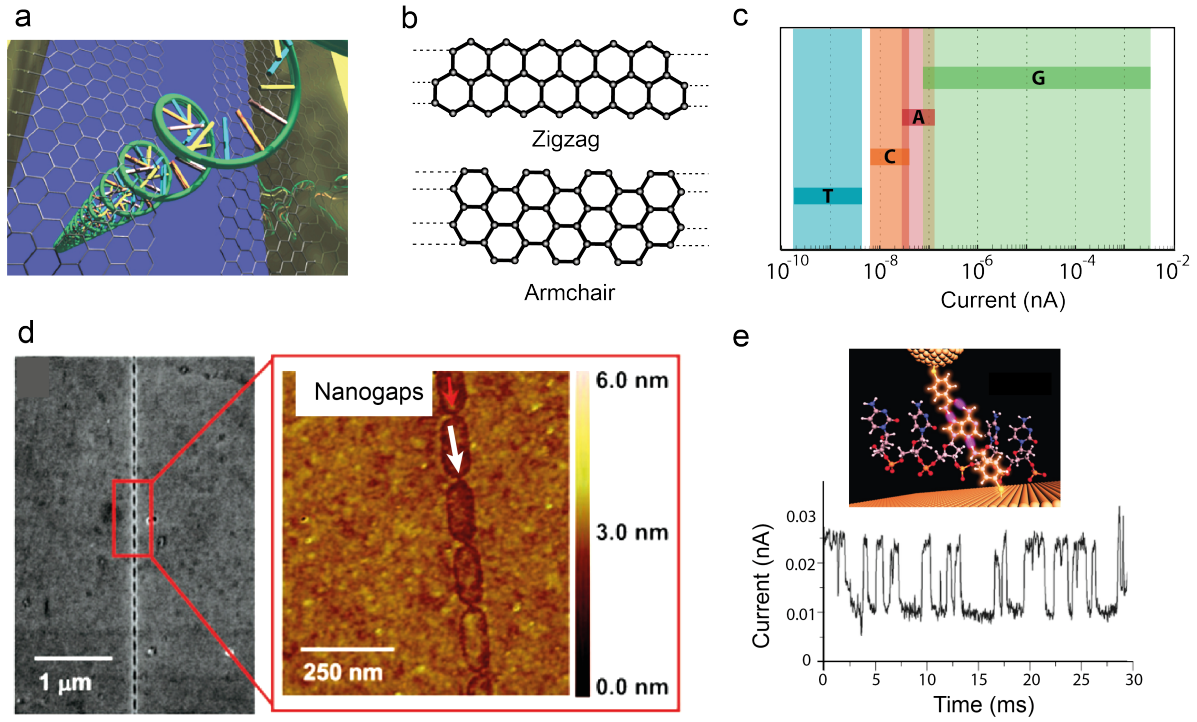 a
b
Zigzag
Armchair
c
G
A
C
T
10-10
10-8
10-6
10-4
10-2
Current (nA)
d
1 μm
Nanogaps
250 nm
6.0 nm
3.0 nm
0.0 nm
e
Current (nA)
0.03
0.02
0.01
0
0
5
10
15
20
25
30
Time (ms)